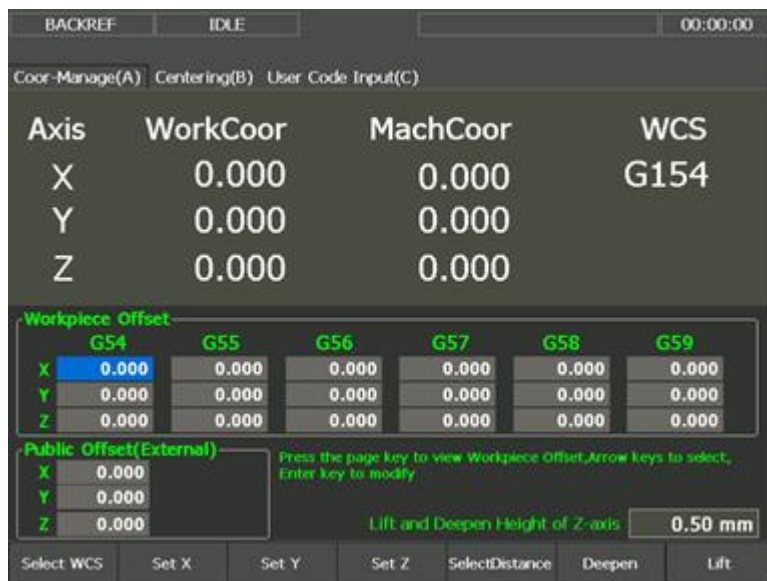 BACKREF IDLE 00:00:00
Coor-Manage(A) Centering(B) User Code Input(C)
Axis WorkCoor MachCoor WCS
X 0.000 0.000 G154
Y 0.000 0.000
Z 0.000 0.000
Workpiece Offset
G54 G55 G56 G57 G58 G59
X 0.000 0.000 0.000 0.000 0.000 0.000
Y 0.000 0.000 0.000 0.000 0.000 0.000
Z 0.000 0.000 0.000 0.000 0.000 0.000
Public Offset(External)
X 0.000
Y 0.000
Z 0.000
Press the page key to view Workpiece Offset,Arrow keys to select,
Enter key to modify
Lift and Deepen Height of Z-axis 0.50 mm
Select WCS Set X Set Y Set Z SelectDistance Deepen Lift